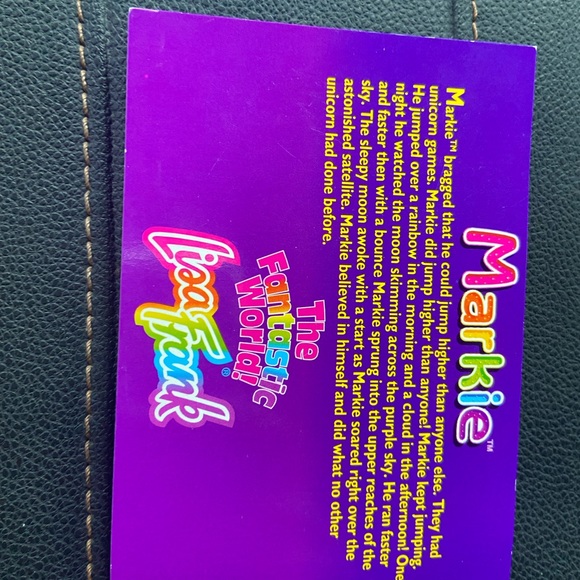 Markie™
Markie™ bragged that he could jump higher than anyone else. They had
unicorn games. Markie did jump higher than anyone! Markie kept jumping.
He jumped over a rainbow in the morning and a cloud in the afternoon! One
night he watched the moon skimming across the purple sky. He ran faster
and faster then with a bounce Markie sprung into the upper reaches of the
sky. The sleepy moon awoke with a start as Markie soared right over the
astonished satellite. Markie believed in himself and did what no other
unicorn had done before.
The
Fantastic
World!
Lisa Frank®